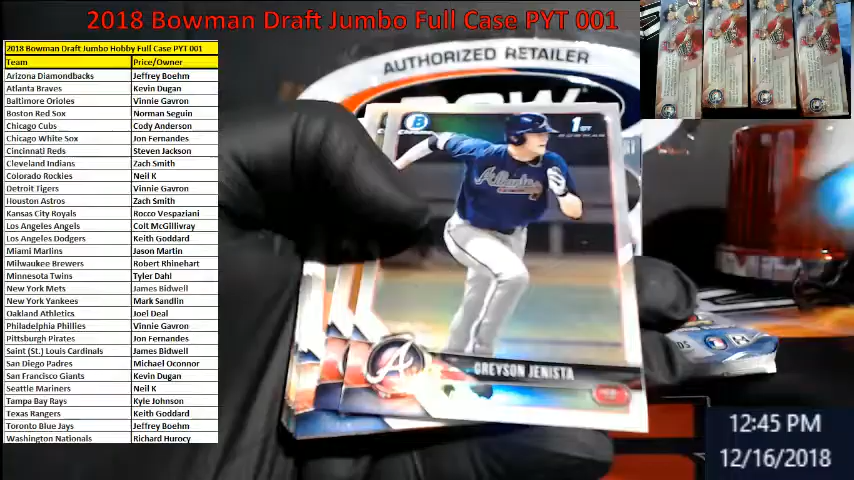 2018 Bowman Draft Jumbo Full Case PYT 001
2018 Bowman Draft Jumbo Hobby Full Case PYT 001
Team Price/Owner
Arizona Diamondbacks Jeffrey Boehm
Atlanta Braves Kevin Dugan
Baltimore Orioles Vinnie Gavron
Boston Red Sox Norman Seguin
Chicago Cubs Cody Anderson
Chicago White Sox Jon Fernandes
Cincinnati Reds Steven Jackson
Cleveland Indians Zach Smith
Colorado Rockies Neil K
Detroit Tigers Vinnie Gavron
Houston Astros Zach Smith
Kansas City Royals Rocco Vespaziani
Los Angeles Angels Colt McGillivray
Los Angeles Dodgers Keith Goddard
Miami Marlins Jason Martin
Milwaukee Brewers Robert Rhinehart
Minnesota Twins Tyler Dahl
New York Mets James Bidwell
New York Yankees Mark Sandlin
Oakland Athletics Joel Deal
Philadelphia Phillies Vinnie Gavron
Pittsburgh Pirates Jon Fernandes
Saint (St.) Louis Cardinals James Bidwell
San Diego Padres Michael Oconnor
San Francisco Giants Kevin Dugan
Seattle Mariners Neil K
Tampa Bay Rays Kyle Johnson
Texas Rangers Keith Goddard
Toronto Blue Jays Jeffrey Boehm
Washington Nationals Richard Hurocy
AUTHORIZED RETAILER
B
1ST
Atlanta
A
GREYSON JENISTA
12:45 PM
12/16/2018